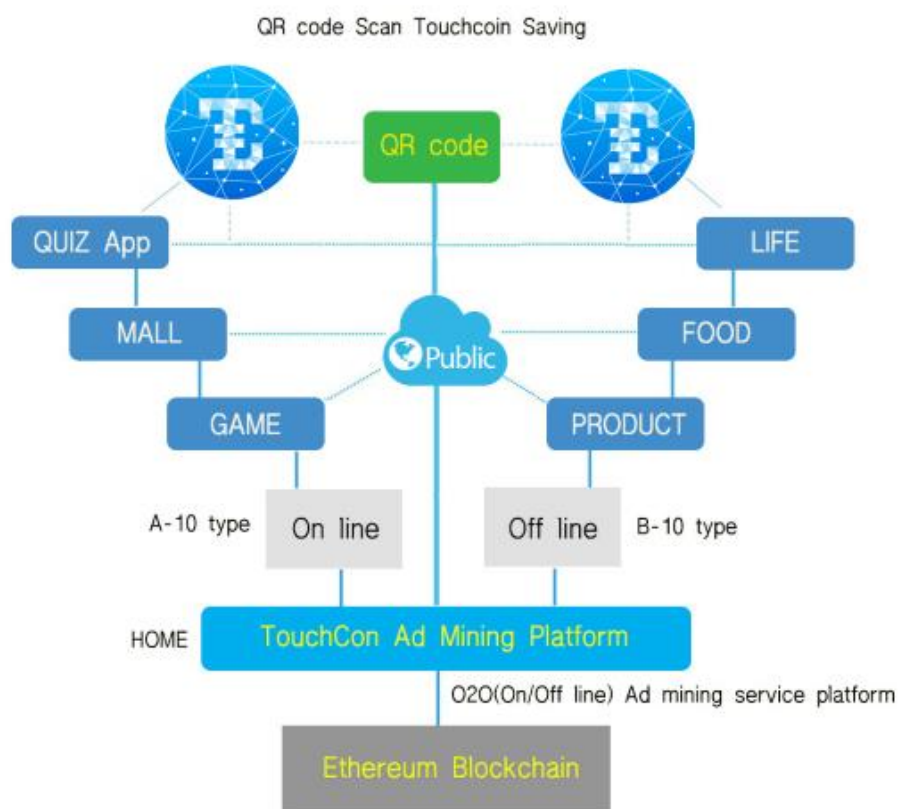 QR code Scan Touchcoin Saving
QR code
QUIZ App
LIFE
MALL
FOOD
Public
GAME
PRODUCT
A-10 type
On line
Off line
B-10 type
HOME
TouchCon Ad Mining Platform
O2O(On/Off line) Ad mining service platform
Ethereum Blockchain